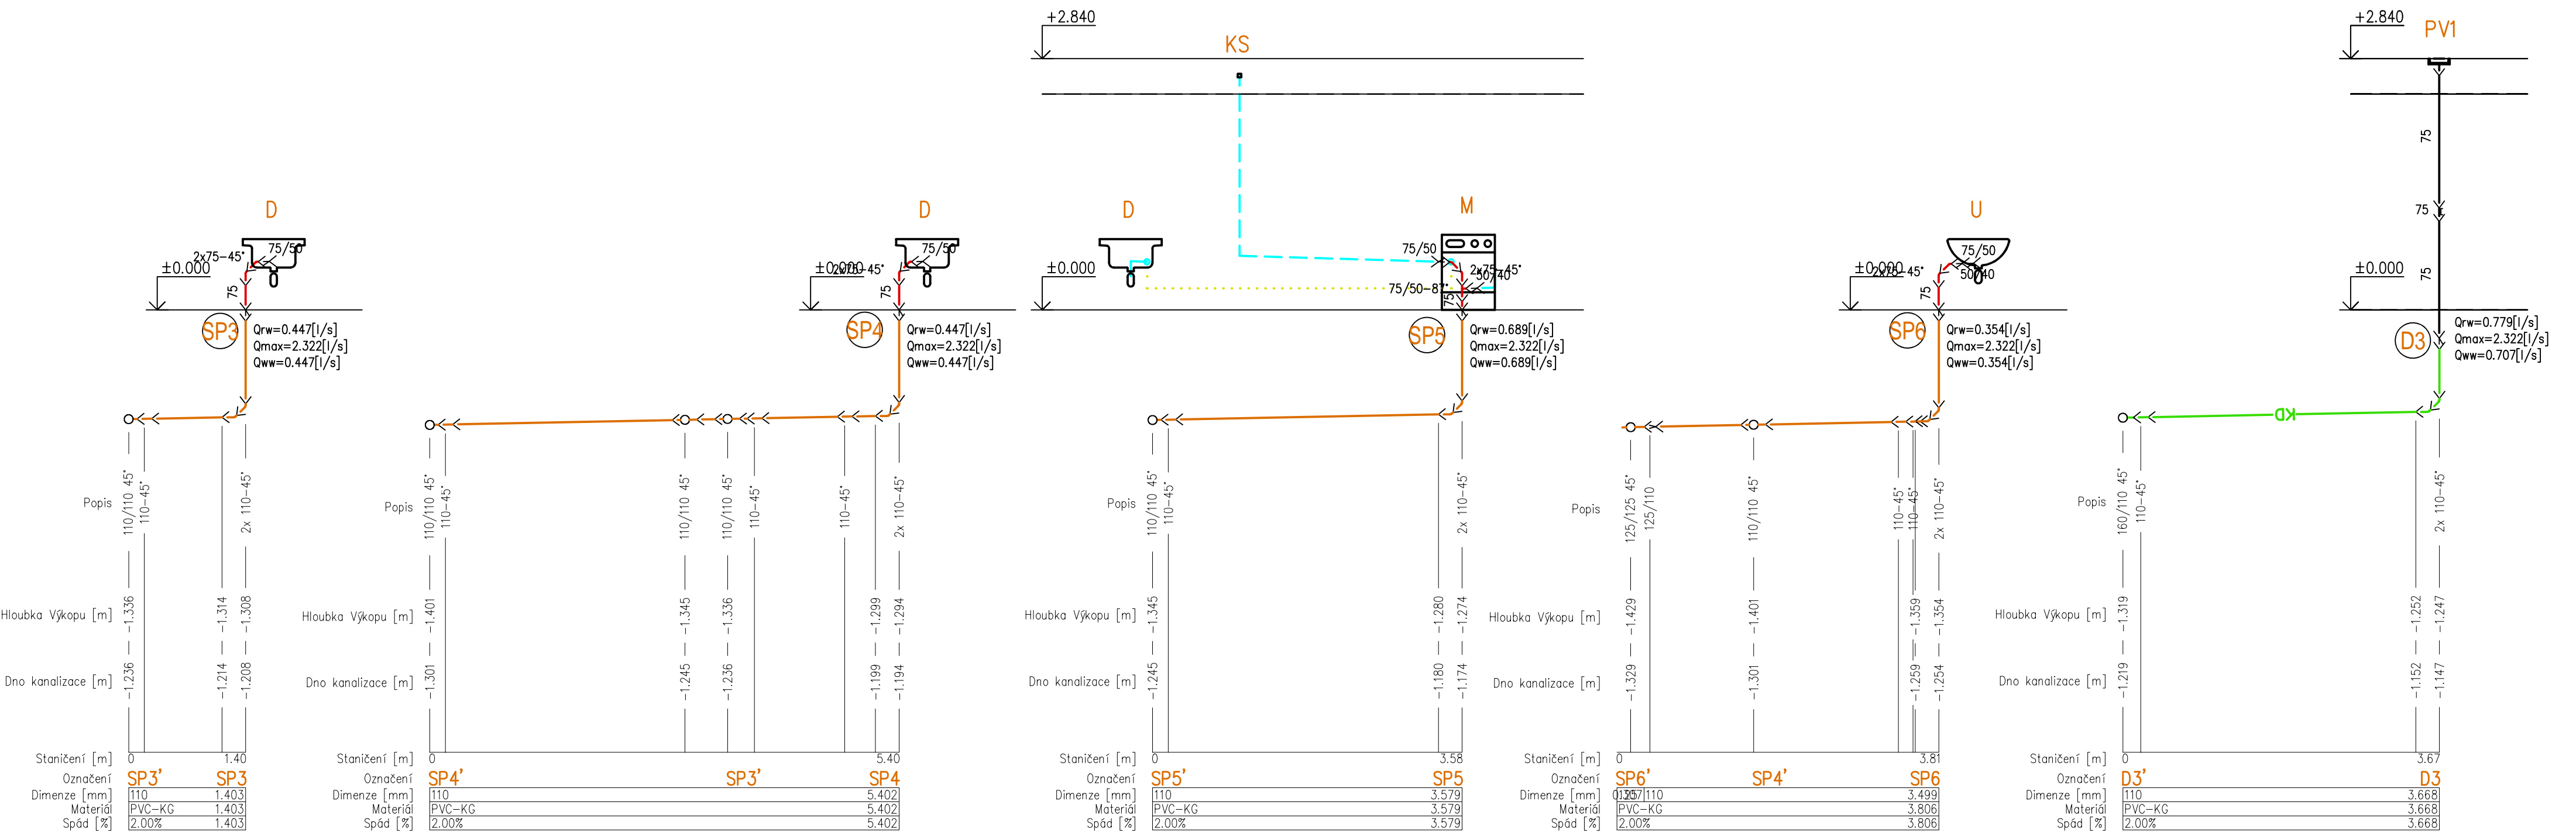 D
75/50
2x75-45°
±0.000
75
SP3
Qrw=0.447[l/s]
Qmax=2.322[l/s]
Qww=0.447[l/s]
Popis
110/110 45°
110-45°
2x 110-45°
Hloubka Výkopu [m]
-1.336
-1.314
-1.308
Dno kanalizace [m]
-1.236
-1.214
-1.208
Staničení [m] 0 1.40
Označení SP3' SP3
Dimenze [mm] 110 1.403
Materiál PVC-KG 1.403
Spád [%] 2.00% 1.403
D
75/50
±0.000
2x75-45°
75
SP4
Qrw=0.447[l/s]
Qmax=2.322[l/s]
Qww=0.447[l/s]
Popis
110/110 45°
110-45°
110/110 45°
110/110 45°
110-45°
110-45°
2x 110-45°
Hloubka Výkopu [m]
-1.401
-1.345
-1.336
-1.299
-1.294
Dno kanalizace [m]
-1.301
-1.245
-1.236
-1.199
-1.194
Staničení [m] 0 5.40
Označení SP4' SP3' SP4
Dimenze [mm] 110 5.402
Materiál PVC-KG 5.402
Spád [%] 2.00% 5.402
+2.840
KS
D
M
75/50
2x75-45°
50/40
±0.000
75/50-87°
75
SP5
Qrw=0.689[l/s]
Qmax=2.322[l/s]
Qww=0.689[l/s]
Popis
110/110 45°
110-45°
2x 110-45°
Hloubka Výkopu [m]
-1.345
-1.280
-1.274
Dno kanalizace [m]
-1.245
-1.180
-1.174
Staničení [m] 0 3.58
Označení SP5' SP5
Dimenze [mm] 110 3.579
Materiál PVC-KG 3.579
Spád [%] 2.00% 3.579
U
75/50
±0.000
2x75-45°
50/40
75
SP6
Qrw=0.354[l/s]
Qmax=2.322[l/s]
Qww=0.354[l/s]
Popis
125/125 45°
125/110
110/110 45°
110-45°
110-45°
2x 110-45°
Hloubka Výkopu [m]
-1.429
-1.401
-1.359
-1.354
Dno kanalizace [m]
-1.329
-1.301
-1.259
-1.254
Staničení [m] 0 3.81
Označení SP6' SP4' SP6
Dimenze [mm] 110 3.499
Materiál PVC-KG 3.806
Spád [%] 2.00% 3.806
+2.840
PV1
75
75
75
±0.000
D3
Qrw=0.779[l/s]
Qmax=2.322[l/s]
Qww=0.707[l/s]
KD
Popis
160/110 45°
110-45°
2x 110-45°
Hloubka Výkopu [m]
-1.319
-1.252
-1.247
Dno kanalizace [m]
-1.219
-1.152
-1.147
Staničení [m] 0 3.67
Označení D3' D3
Dimenze [mm] 110 3.668
Materiál PVC-KG 3.668
Spád [%] 2.00% 3.668